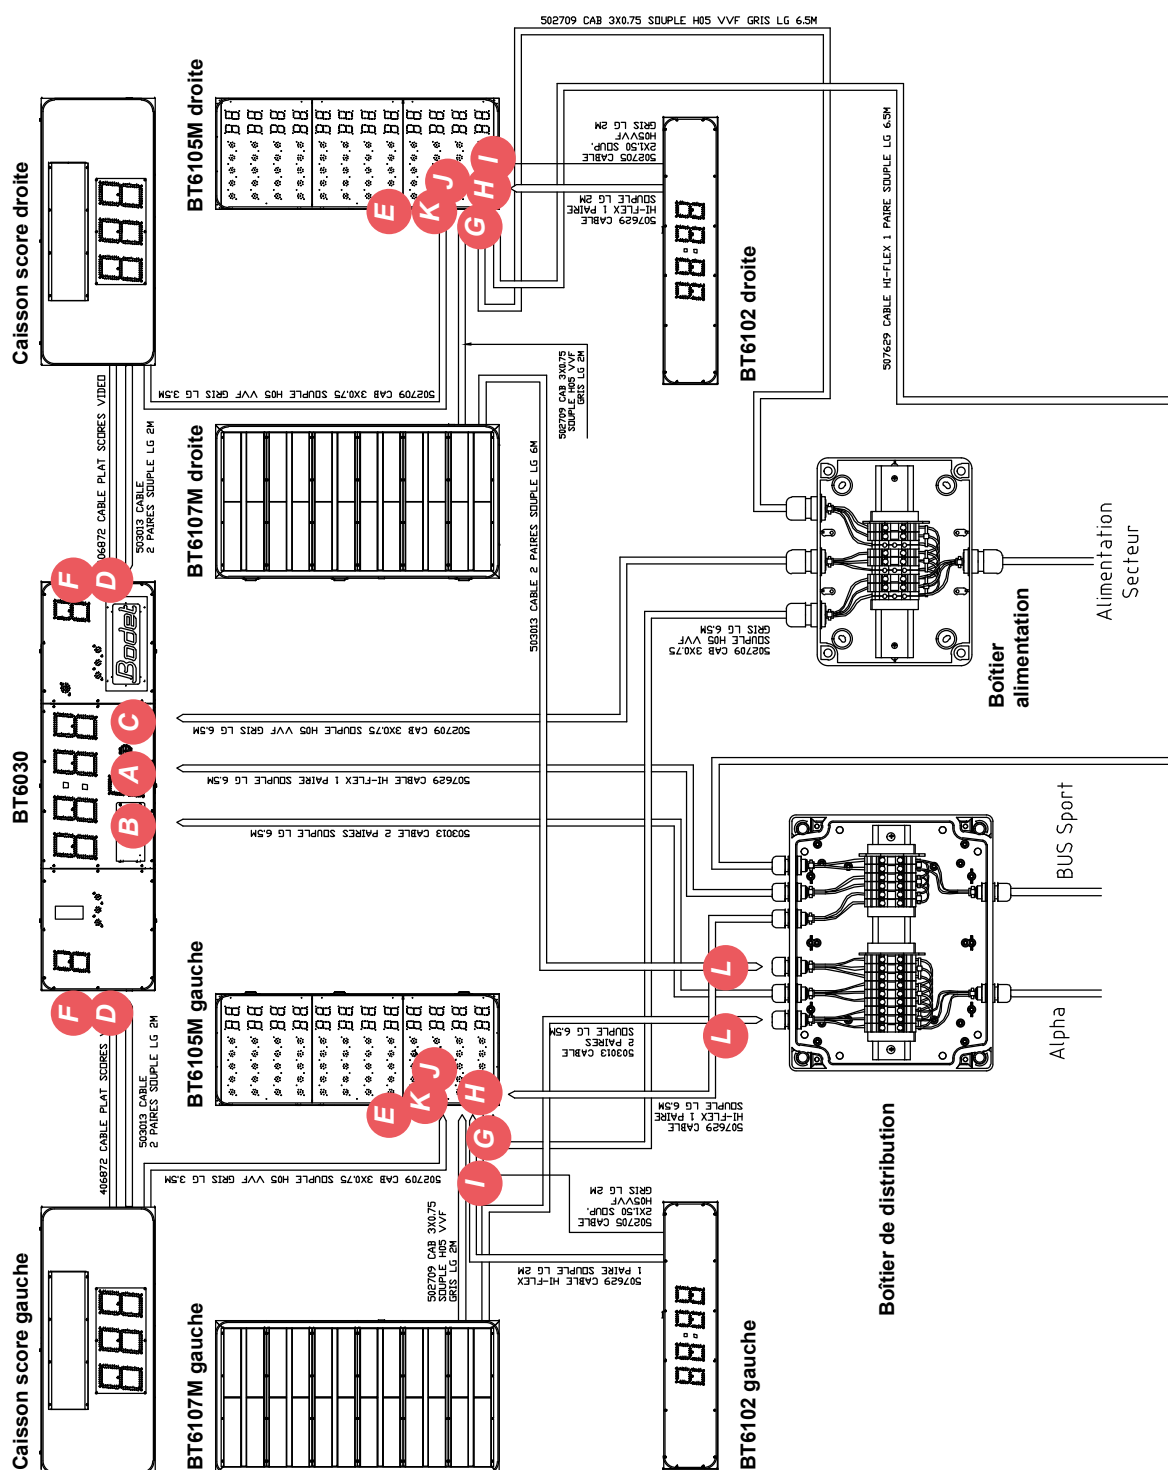 Caisson score gauche
BT6107M gauche
BT6102 gauche
406872 CABLE PLAT SCORES
503013 CABLE
2 PAIRES SOUPLE LG 2M
502709 CAB 3X0.75 SOUPLE H05 VVF GRIS LG 3.5M
502709 CAB 3X0.75
SOUPLE H05 VVF
GRIS LG 2M
507629 CABLE HI-FLEX
1 PAIRE SOUPLE LG 2M
502705 CABLE
2X1.50 SOUP.
H05VVF
GRIS LG 2M
F
D
BT6105M gauche
E
K
J
H
G
I
507629 CABLE
HI-FLEX 1 PAIRE
SOUPLE LG 6.5M
503013 CABLE
2 PAIRES
SOUPLE LG 6.5M
L
L
Boîtier de distribution
Alpha
BUS Sport
BT6030
Bodet
B
A
C
503013 CABLE 2 PAIRES SOUPLE LG 6.5M
507629 CABLE HI-FLEX 1 PAIRE SOUPLE LG 6.5M
502709 CAB 3X0.75 SOUPLE H05 VVF GRIS LG 6.5M
F
D
06872 CABLE PLAT SCORES VIDEO
503013 CABLE
2 PAIRES SOUPLE LG 2M
Caisson score droite
BT6107M droite
502709 CAB 3X0.75 SOUPLE H05 VVF GRIS LG 3.5M
503013 CABLE 2 PAIRES SOUPLE LG 6M
502709 CAB 3X0.75
SOUPLE H05 VVF
GRIS LG 2M
BT6105M droite
E
K
J
G
H
I
502709 CAB 3X0.75 SOUPLE H05 VVF GRIS LG 6.5M
502705 CABLE
2X1.50 SOUP.
H05VVF
GRIS LG 2M
507629 CABLE
HI-FLEX 1 PAIRE
SOUPLE LG 2M
BT6102 droite
507629 CABLE HI-FLEX 1 PAIRE SOUPLE LG 6.5M
502709 CAB 3X0.75
SOUPLE H05 VVF
GRIS LG 6.5M
Boîtier
alimentation
Alimentation
Secteur